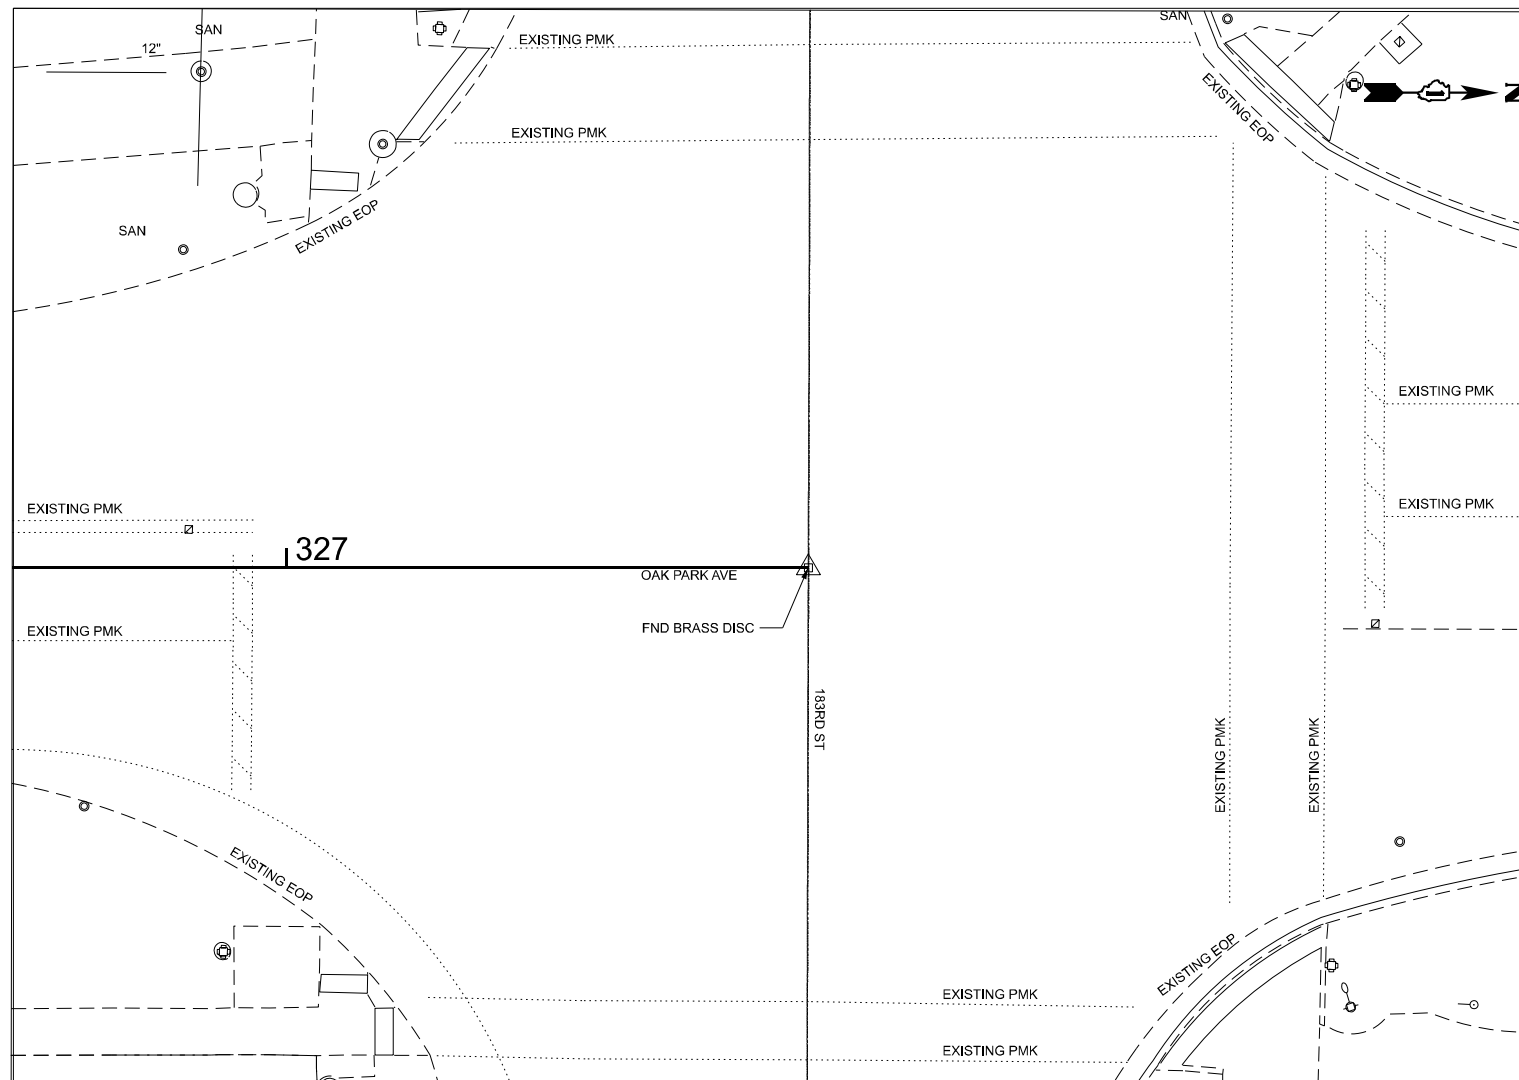 SAN
12"
EXISTING PMK
SAN
EXISTING EOP
N
EXISTING PMK
SAN
EXISTING EOP
EXISTING PMK
EXISTING PMK
EXISTING PMK
327
OAK PARK AVE
FND BRASS DISC
EXISTING PMK
183RD ST
EXISTING PMK
EXISTING PMK
EXISTING EOP
EXISTING EOP
EXISTING PMK
EXISTING PMK